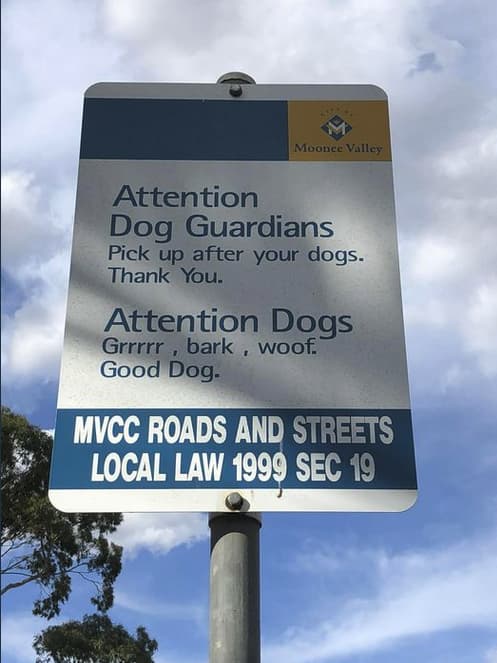 Moonee Valley
Attention
Dog Guardians
Pick up after your dogs.
Thank You.
Attention Dogs
Grrrrr , bark , woof.
Good Dog.
MVCC ROADS AND STREETS
LOCAL LAW 1999 SEC 19